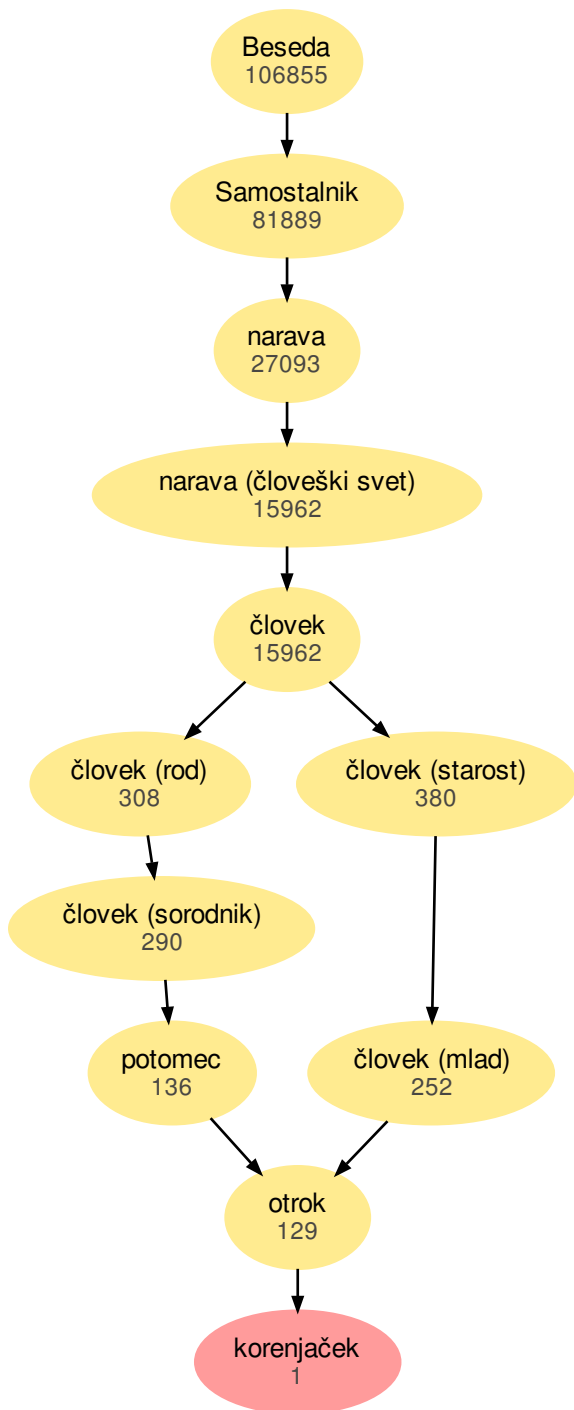 Beseda
106855
Samostalnik
81889
narava
27093
narava (človeški svet)
15962
človek
15962
človek (rod)
308
človek (starost)
380
človek (sorodnik)
290
potomec
136
človek (mlad)
252
otrok
129
korenjaček
1